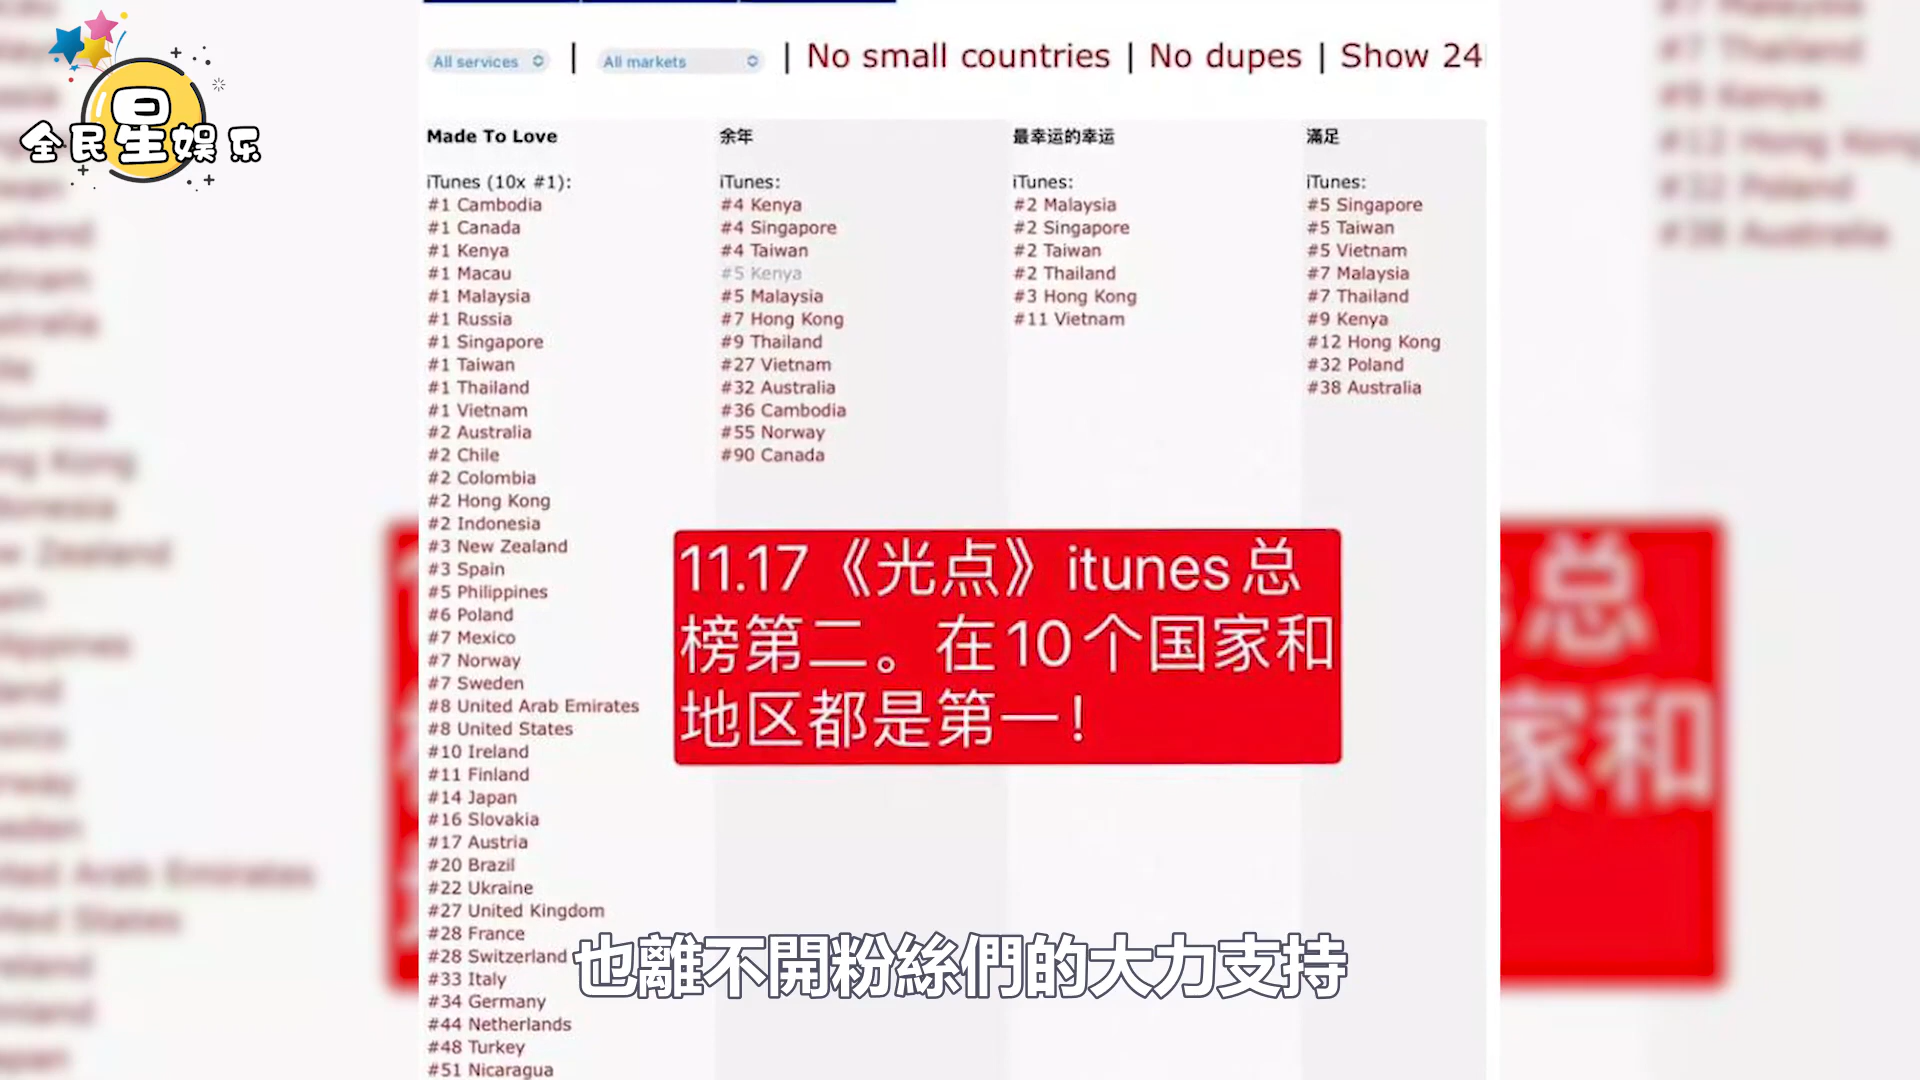 全民星娱乐
All services | All markets | No small countries | No dupes | Show 24
Made To Love
iTunes (10x #1):
#1 Cambodia
#1 Canada
#1 Kenya
#1 Macau
#1 Malaysia
#1 Russia
#1 Singapore
#1 Taiwan
#1 Thailand
#1 Vietnam
#2 Australia
#2 Chile
#2 Colombia
#2 Hong Kong
#2 Indonesia
#3 New Zealand
#3 Spain
#5 Philippines
#6 Poland
#7 Mexico
#7 Norway
#7 Sweden
#8 United Arab Emirates
#8 United States
#10 Ireland
#11 Finland
#14 Japan
#16 Slovakia
#17 Austria
#20 Brazil
#22 Ukraine
#27 United Kingdom
#28 France
#28 Switzerland
#33 Italy
#34 Germany
#44 Netherlands
#48 Turkey
#51 Nicaragua
余年
iTunes:
#4 Kenya
#4 Singapore
#4 Taiwan
#5 Kenya
#5 Malaysia
#7 Hong Kong
#9 Thailand
#27 Vietnam
#32 Australia
#36 Cambodia
#55 Norway
#90 Canada
最幸运的幸运
iTunes:
#2 Malaysia
#2 Singapore
#2 Taiwan
#2 Thailand
#3 Hong Kong
#11 Vietnam
满足
iTunes:
#5 Singapore
#5 Taiwan
#5 Vietnam
#7 Malaysia
#7 Thailand
#9 Kenya
#12 Hong Kong
#32 Poland
#38 Australia
11.17《光点》itunes总
榜第二。在10个国家和
地区都是第一！
也離不開粉絲們的大力支持